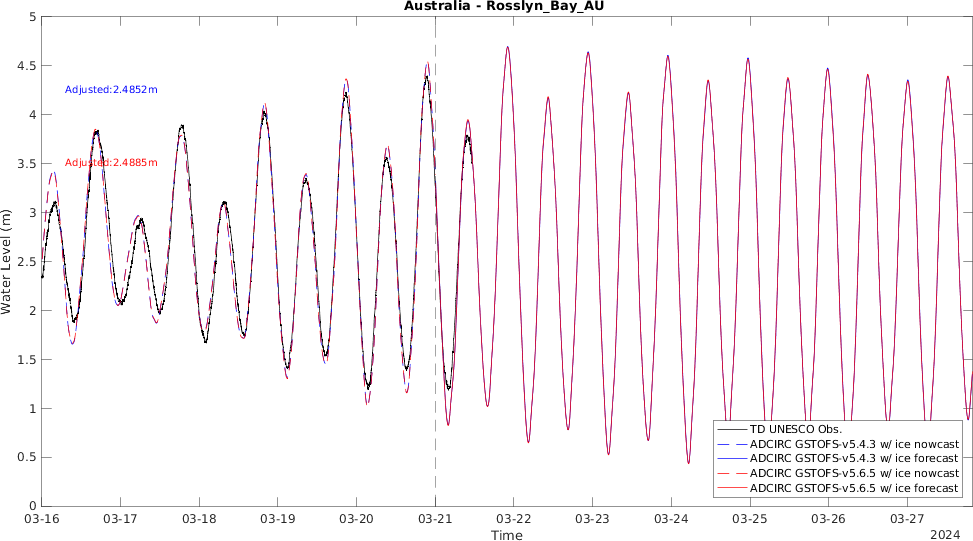 Australia - Rosslyn_Bay_AU
5
4.5
4
3.5
3
2.5
2
1.5
1
0.5
0
Water Level (m)
Adjusted:2.4852m
Adjusted:2.4885m
TD UNESCO Obs.
ADCIRC GSTOFS-v5.4.3 w/ ice nowcast
ADCIRC GSTOFS-v5.4.3 w/ ice forecast
ADCIRC GSTOFS-v5.6.5 w/ ice nowcast
ADCIRC GSTOFS-v5.6.5 w/ ice forecast
03-16 03-17 03-18 03-19 03-20 03-21 03-22 03-23 03-24 03-25 03-26 03-27
Time
2024